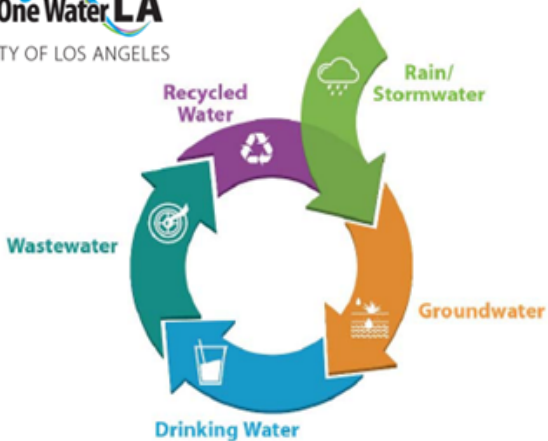 One Water LA
TY OF LOS ANGELES
Rain/
Stormwater
Recycled
Water
Wastewater
Groundwater
Drinking Water